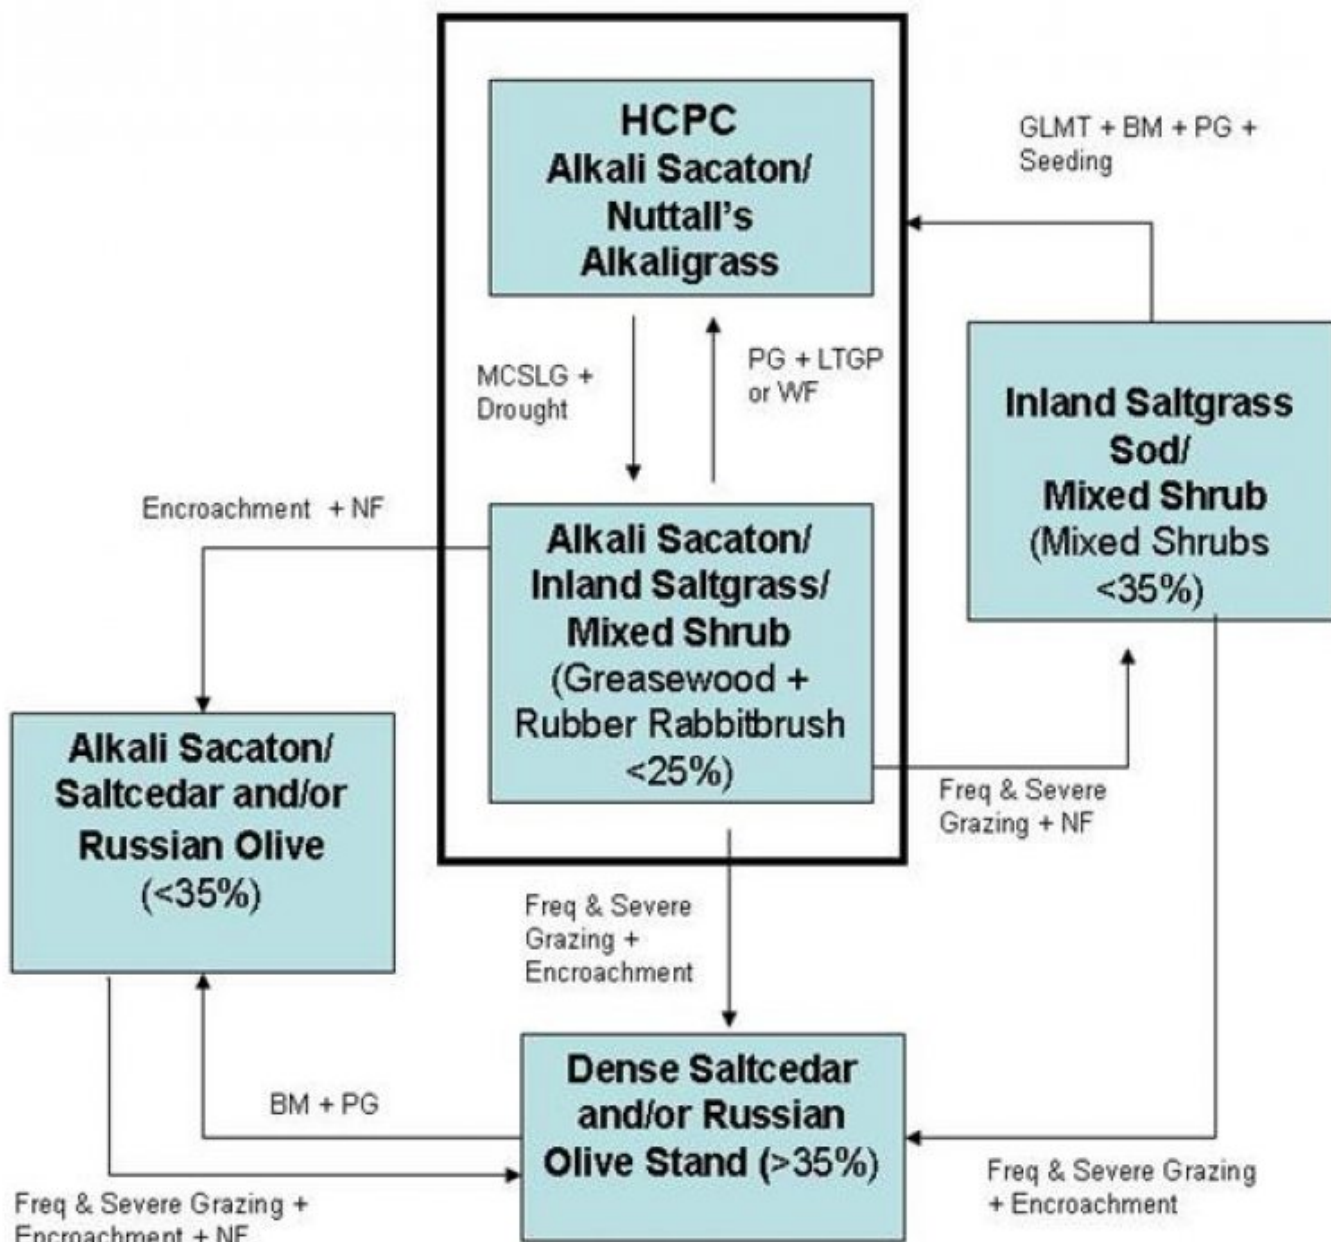 HCPC
Alkali Sacaton/
Nuttall's
Alkaligrass
GLMT + BM + PG +
Seeding
MCSLG +
Drought
PG + LTGP
or WF
Inland Saltgrass
Sod/
Mixed Shrub
(Mixed Shrubs
<35%)
Encroachment + NF
Alkali Sacaton/
Inland Saltgrass/
Mixed Shrub
(Greasewood +
Rubber Rabbitbrush
<25%)
Alkali Sacaton/
Saltcedar and/or
Russian Olive
(<35%)
Freq & Severe
Grazing + NF
Freq & Severe
Grazing +
Encroachment
BM + PG
Dense Saltcedar
and/or Russian
Olive Stand (>35%)
Freq & Severe Grazing
+ Encroachment
Freq & Severe Grazing +
Encroachment + NF